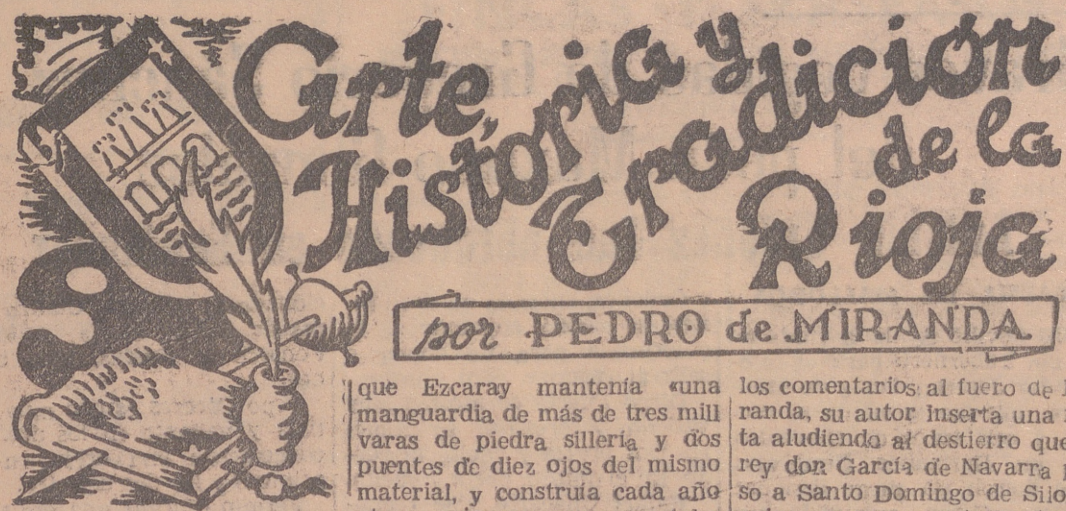 Arte,
Historia y
Tradición
de la
Rioja
por PEDRO de MIRANDA
que Ezcaray mantenía «una
manguardia de más de tres mill
varas de piedra sillería y dos
puentes de diez ojos del mismo
material, y construía cada año
los comentarios al fuero de
randa, su autor inserta una
ta aludiendo al destierro que
rey don García de Navarra
so a Santo Domingo de Silo